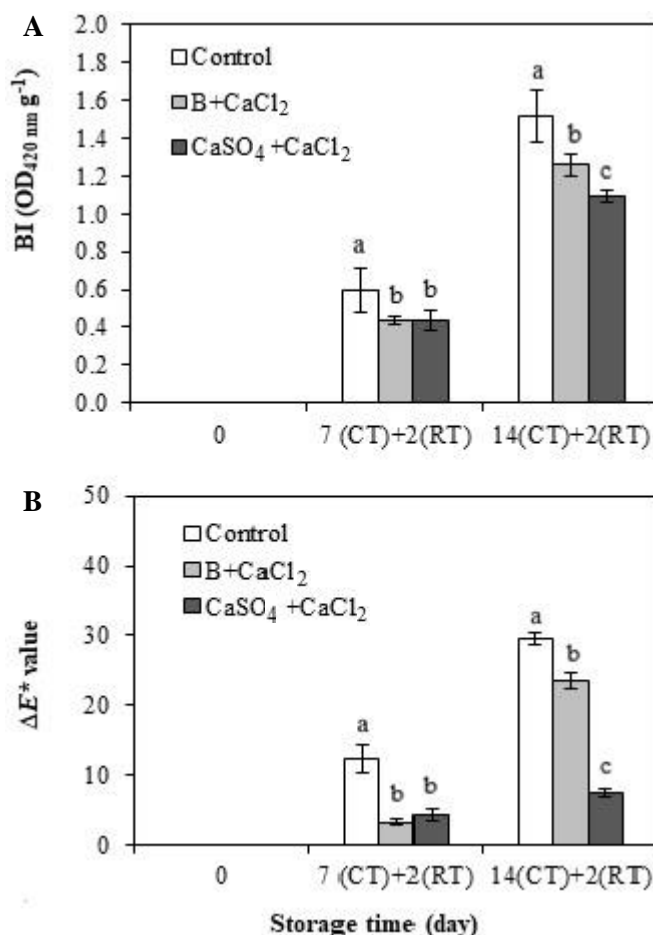 A
BI (OD420 nm g-1)
2.0
1.8
1.6
1.4
1.2
1.0
0.8
0.6
0.4
0.2
0.0
Control
B+CaCl2
CaSO4 +CaCl2
a
b
b
a
b
c
0
7 (CT)+2(RT)
14(CT)+2(RT)
B
ΔE* value
50
40
30
20
10
0
Control
B+CaCl2
CaSO4 +CaCl2
a
b
b
a
b
c
0
7 (CT)+2(RT)
14(CT)+2(RT)
Storage time (day)